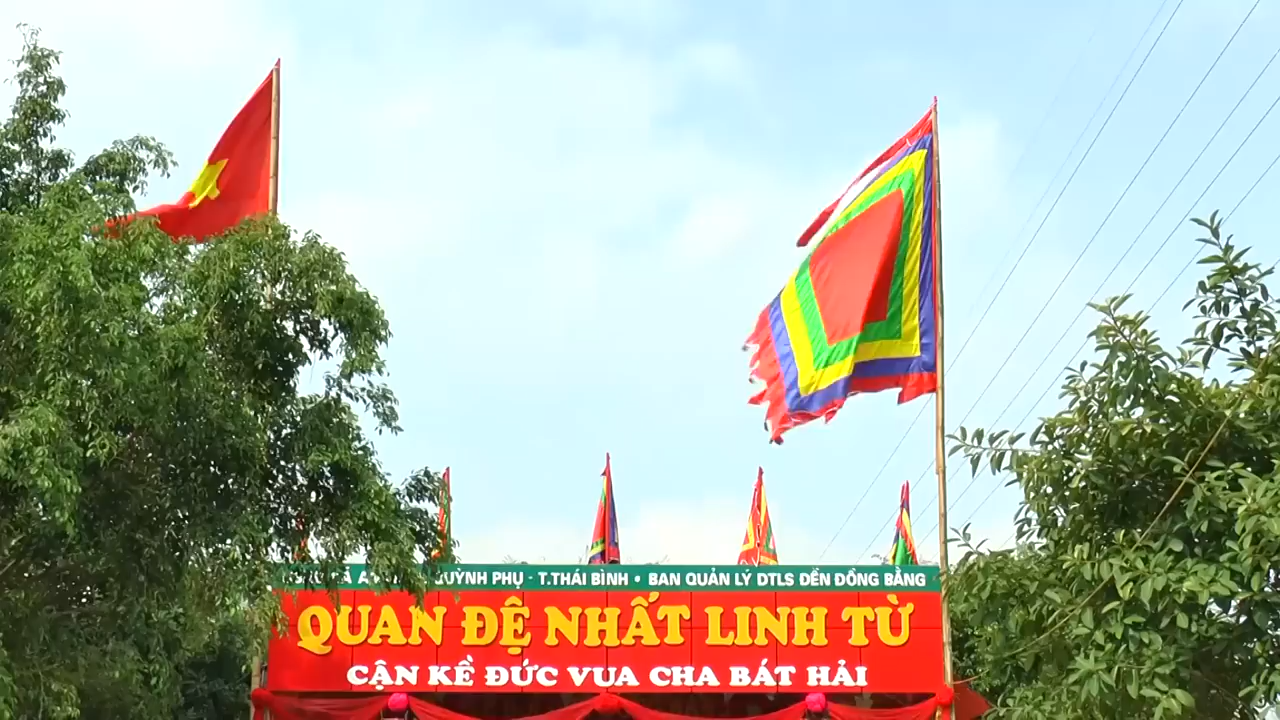 QUỲNH PHỤ - T.THÁI BÌNH • BAN QUẢN LÝ DTLS ĐỀN ĐỒNG BẰNG
QUAN ĐỆ NHẤT LINH TỪ
CẬN KỀ ĐỨC VUA CHA BÁT HẢI